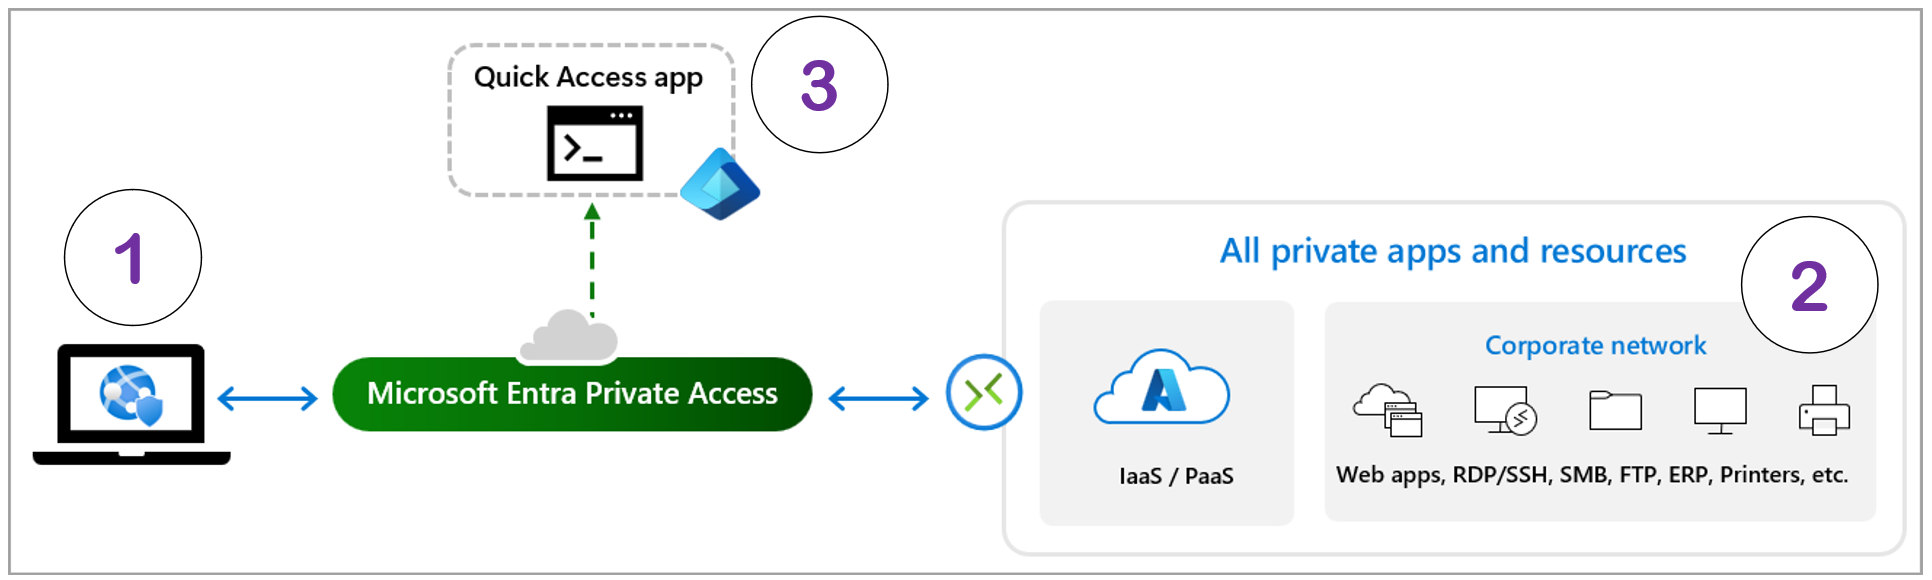 Quick Access app
3
>_
1
Microsoft Entra Private Access
All private apps and resources
2
Corporate network
IaaS / PaaS
Web apps, RDP/SSH, SMB, FTP, ERP, Printers, etc.